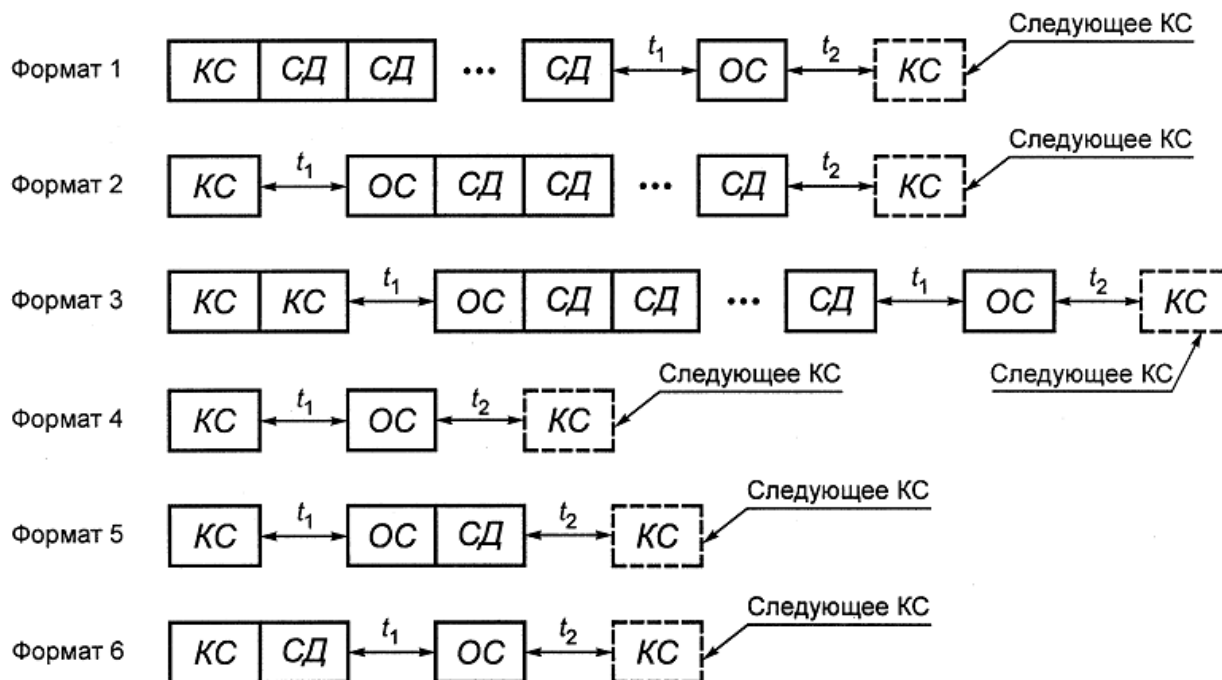 Следующее КС
Формат 1 КС СД СД ••• СД t1 ОС t2 КС
Следующее КС
Формат 2 КС t1 ОС СД СД ••• СД t2 КС
Формат 3 КС КС t1 ОС СД СД ••• СД t1 ОС t2 КС
Следующее КС Следующее КС
Формат 4 КС t1 ОС t2 КС
Следующее КС
Формат 5 КС t1 ОС СД t2 КС
Следующее КС
Формат 6 КС СД t1 ОС t2 КС